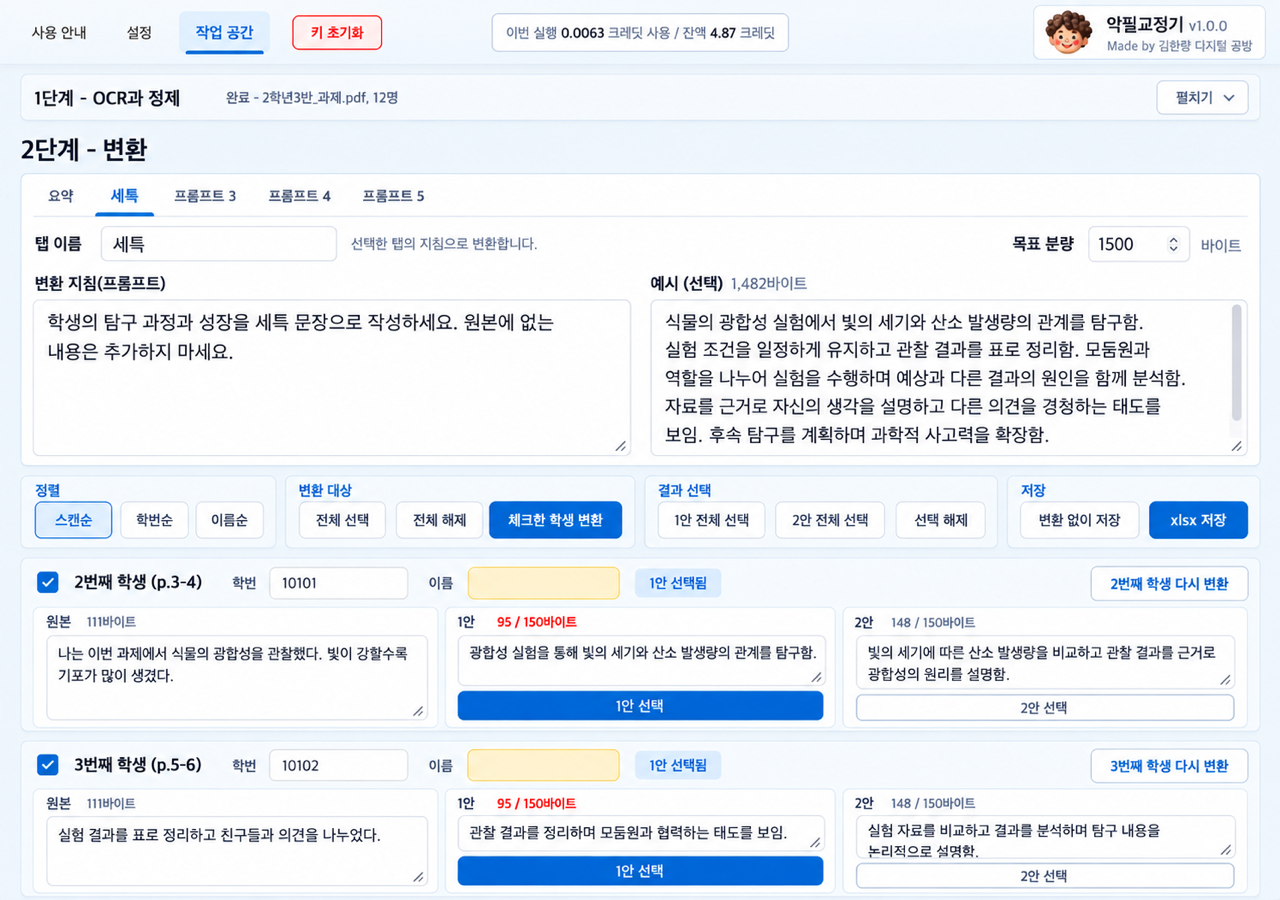 사용 안내
설정
작업 공간
키 초기화
이번 실행 0.0063 크레딧 사용 / 잔액 4.87 크레딧
악필교정기 v1.0.0
Made by 김한량 디지털 공방
1단계 - OCR과 정제
완료 - 2학년3반_과제.pdf, 12명
펼치기
2단계 - 변환
요약
세특
프롬프트 3
프롬프트 4
프롬프트 5
탭 이름
세특
선택한 탭의 지침으로 변환합니다.
목표 분량
1500
바이트
변환 지침(프롬프트)
학생의 탐구 과정과 성장을 세특 문장으로 작성하세요. 원본에 없는
내용은 추가하지 마세요.
예시 (선택) 1,482바이트
식물의 광합성 실험에서 빛의 세기와 산소 발생량의 관계를 탐구함.
실험 조건을 일정하게 유지하고 관찰 결과를 표로 정리함. 모둠원과
역할을 나누어 실험을 수행하며 예상과 다른 결과의 원인을 함께 분석함.
자료를 근거로 자신의 생각을 설명하고 다른 의견을 경청하는 태도를
보임. 후속 탐구를 계획하며 과학적 사고력을 확장함.
정렬
스캔순
학번순
이름순
변환 대상
전체 선택
전체 해제
체크한 학생 변환
결과 선택
1안 전체 선택
2안 전체 선택
선택 해제
저장
변환 없이 저장
xlsx 저장
2번째 학생 (p.3-4)
학번
10101
이름
1안 선택됨
2번째 학생 다시 변환
원본 111바이트
나는 이번 과제에서 식물의 광합성을 관찰했다. 빛이 강할수록
기포가 많이 생겼다.
1안 95 / 150바이트
광합성 실험을 통해 빛의 세기와 산소 발생량의 관계를 탐구함.
1안 선택
2안 148 / 150바이트
빛의 세기에 따른 산소 발생량을 비교하고 관찰 결과를 근거로
광합성의 원리를 설명함.
2안 선택
3번째 학생 (p.5-6)
학번
10102
이름
1안 선택됨
3번째 학생 다시 변환
원본 111바이트
실험 결과를 표로 정리하고 친구들과 의견을 나누었다.
1안 95 / 150바이트
관찰 결과를 정리하며 모둠원과 협력하는 태도를 보임.
1안 선택
2안 148 / 150바이트
실험 자료를 비교하고 결과를 분석하며 탐구 내용을
논리적으로 설명함.
2안 선택